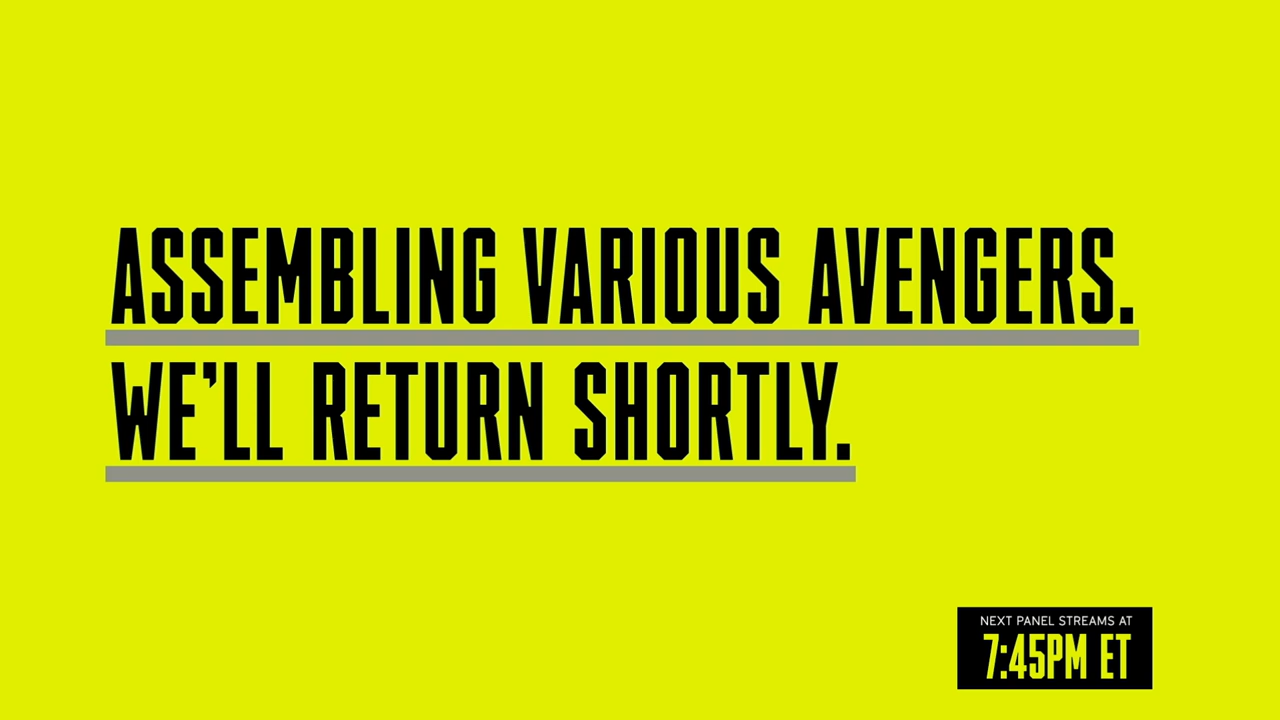 ASSEMBLING VARIOUS AVENGERS.
WE’LL RETURN SHORTLY.
NEXT PANEL STREAMS AT
7:45PM ET